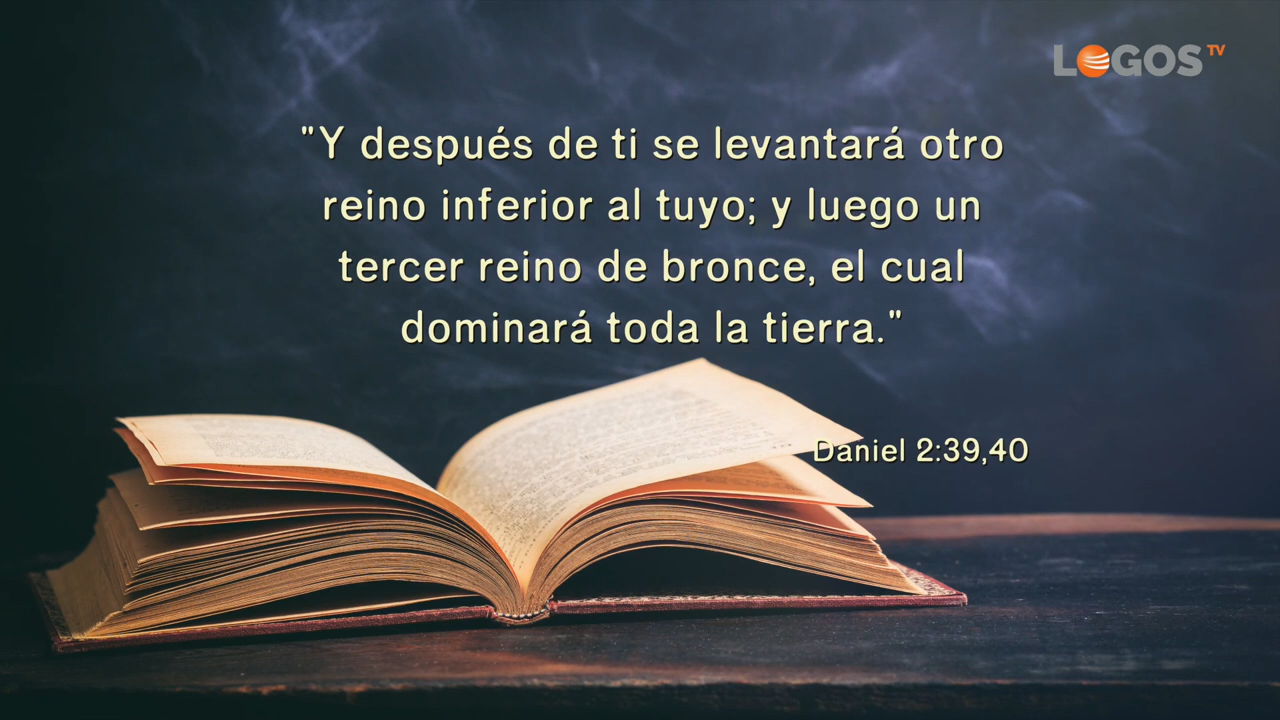 LOGOS TV
"Y después de ti se levantará otro
reino inferior al tuyo; y luego un
tercer reino de bronce, el cual
dominará toda la tierra."
Daniel 2:39,40